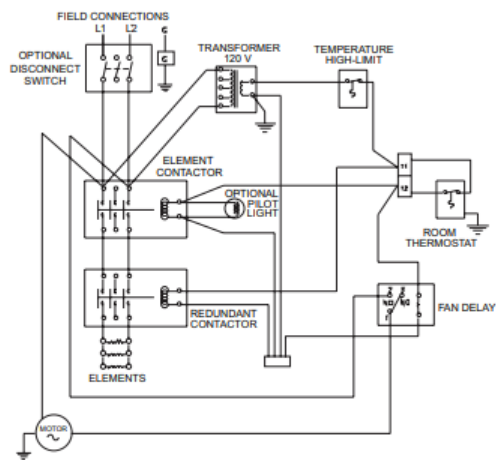 FIELD CONNECTIONS
L1 L2
G
G
OPTIONAL
DISCONNECT
SWITCH
TRANSFORMER
120 V
TEMPERATURE
HIGH-LIMIT
ELEMENT
CONTACTOR
OPTIONAL
PILOT
LIGHT
11
12
ROOM
THERMOSTAT
REDUNDANT
CONTACTOR
FAN DELAY
ELEMENTS
MOTOR